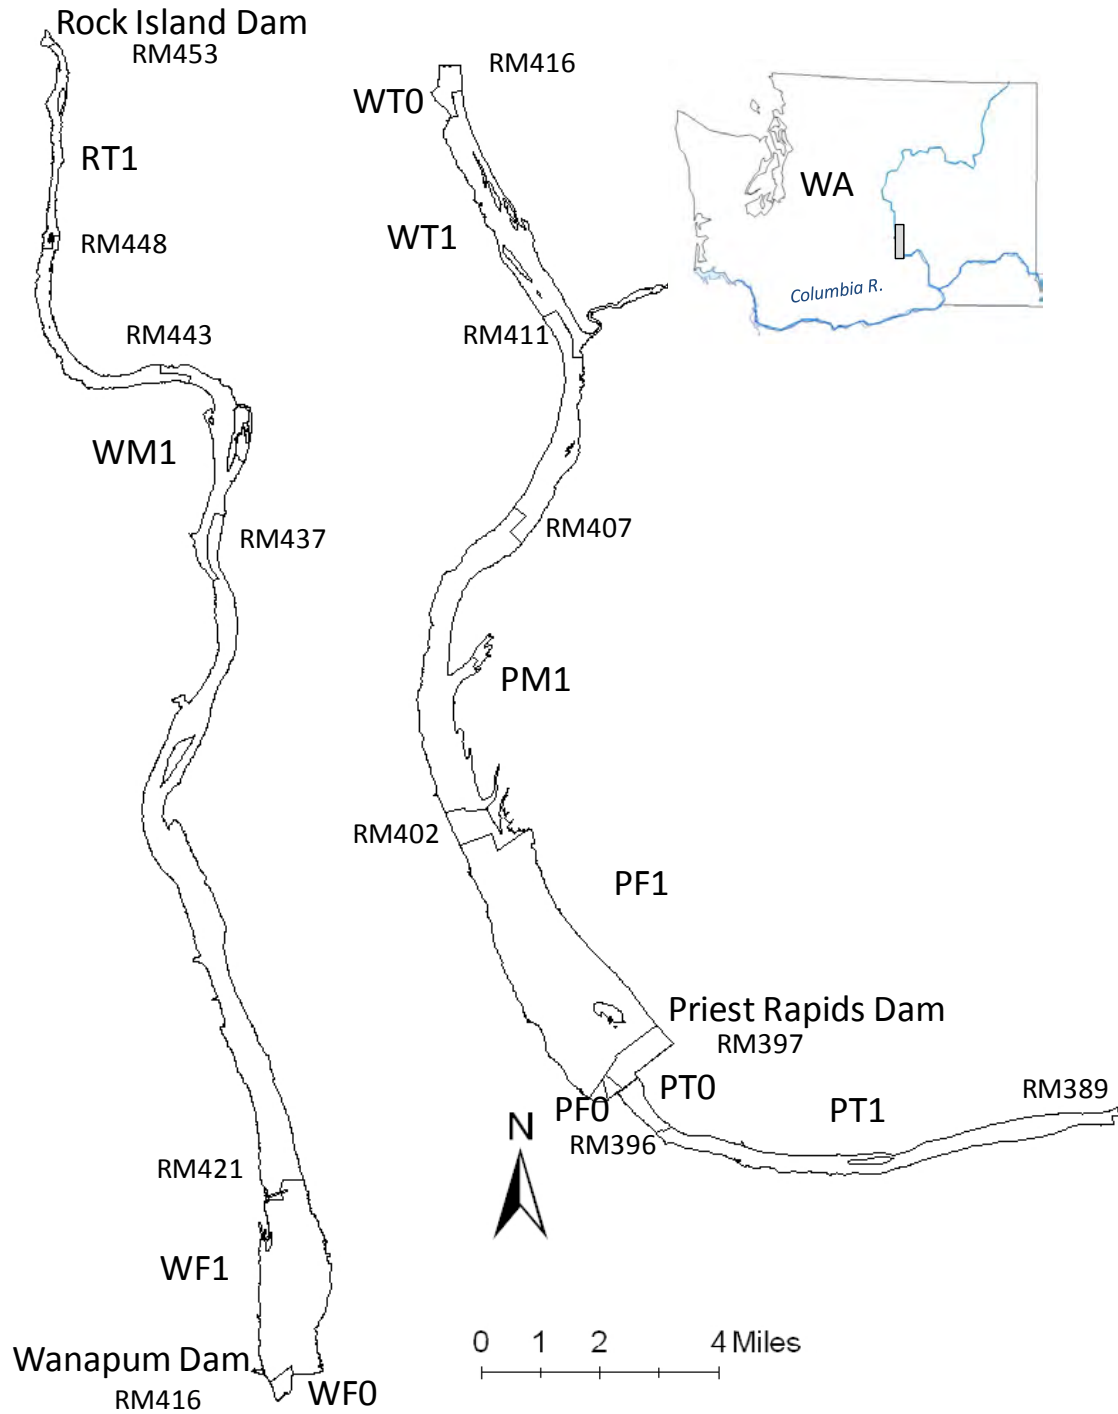 Rock Island Dam
RM453
RT1
RM448
RM443
WM1
RM437
RM421
WF1
Wanapum Dam
RM416
WF0
RM416
WT0
WT1
RM411
RM407
PM1
RM402
PF1
Priest Rapids Dam
RM397
PT0
PF0
RM396
PT1
RM389
N
0 1 2 4 Miles
WA
Columbia R.